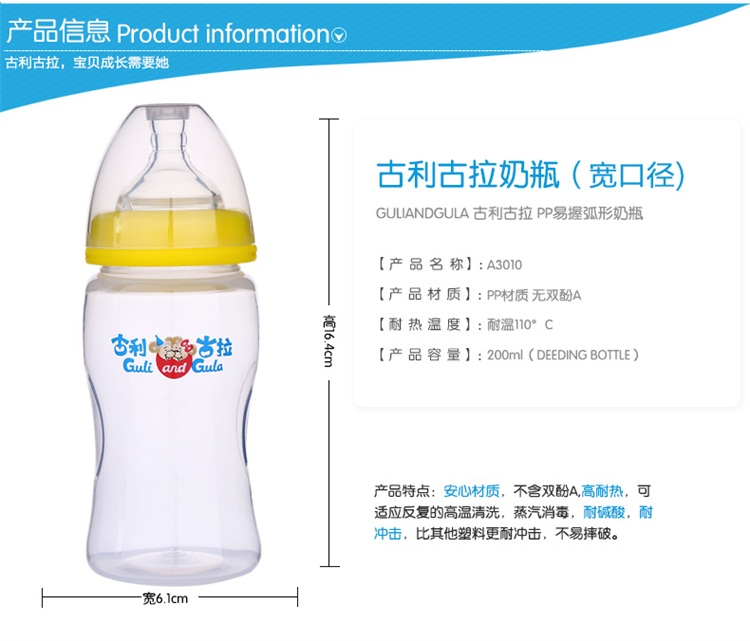 产品信息 Product information
古利古拉，宝贝成长需要她
古利古拉奶瓶（宽口径)
GULIANDGULA 古利古拉 PP易握弧形奶瓶
【产品名称】: A3010
【产品材质】: PP材质 无双酚A
【耐热温度】: 耐温110°C
【产品容量】: 200ml（DEEDING BOTTLE）
高16.4cm
古利 古拉
Guli and Gula
产品特点：安心材质，不含双酚A,高耐热，可
适应反复的高温清洗，蒸汽消毒，耐碱酸，耐
冲击，比其他塑料更耐冲击，不易摔破。
宽6.1cm